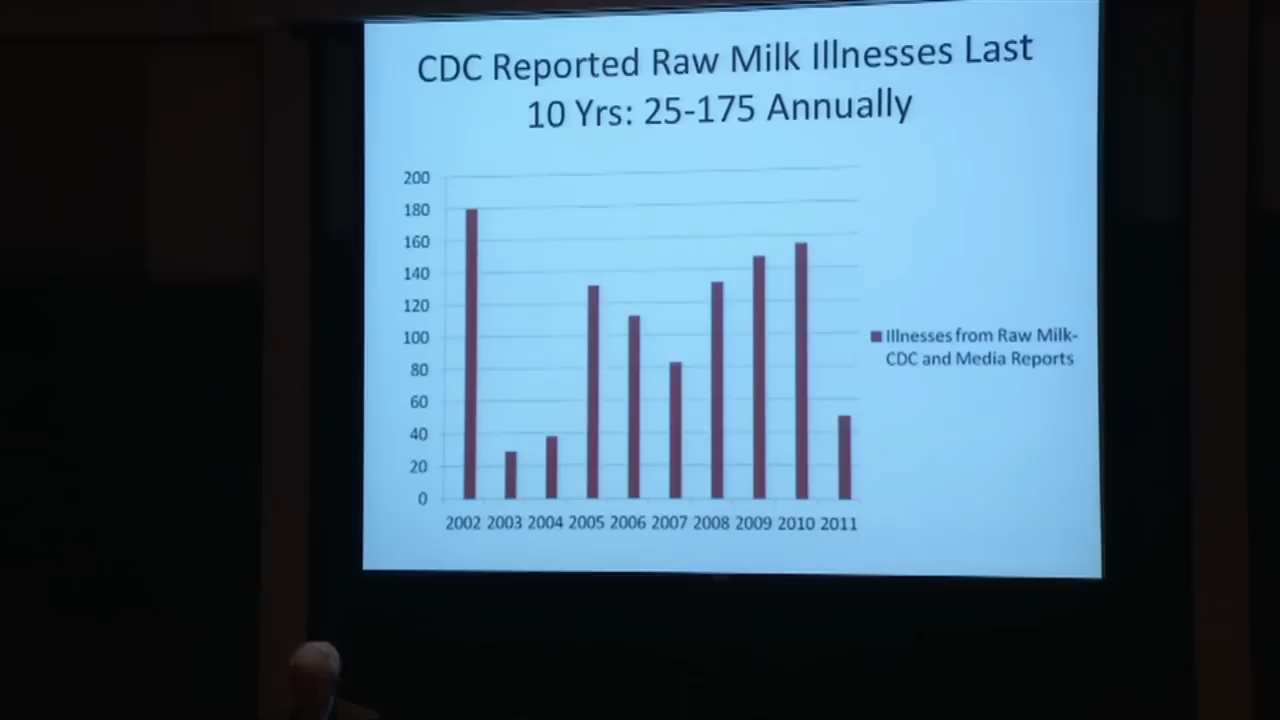 CDC Reported Raw Milk Illnesses Last
10 Yrs: 25-175 Annually
200
180
160
140
120
100
80
60
40
20
0
2002 2003 2004 2005 2006 2007 2008 2009 2010 2011
Illnesses from Raw Milk-
CDC and Media Reports